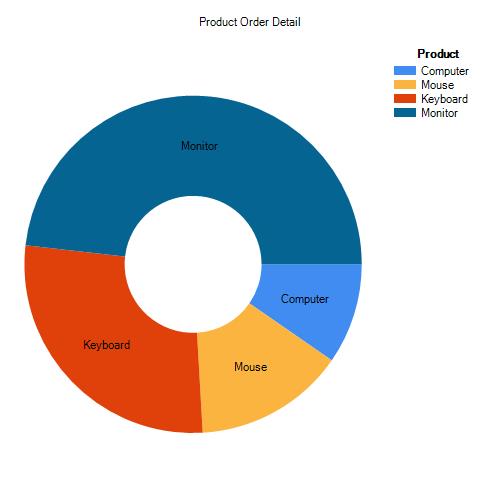 Product Order Detail
Product
Computer
Mouse
Keyboard
Monitor
Monitor
Computer
Keyboard
Mouse